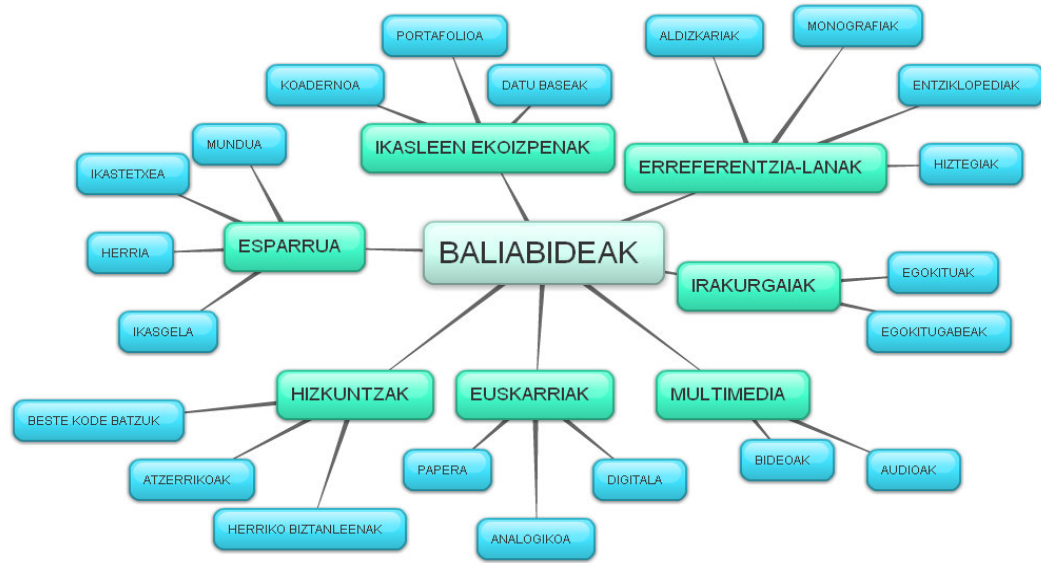 PORTAFOLIOA
ALDIZKARIAK
MONOGRAFIAK
KOADERNOA
DATU BASEAK
ENTZIKLOPEDIAK
IKASLEEN EKOIZPENAK
MUNDUA
ERREFERENTZIA-LANAK
HIZTEGIAK
IKASTETXEA
ESPARRUA
BALIABIDEAK
HERRIA
IRAKURGAIAK
EGOKITUAK
IKASGELA
EGOKITUGABEAK
HIZKUNTZAK
EUSKARRIAK
MULTIMEDIA
BESTE KODE BATZUK
ATZERRIKOAK
PAPERA
DIGITALA
BIDEOAK
AUDIOAK
HERRIKO BIZTANLEENAK
ANALOGIKOA